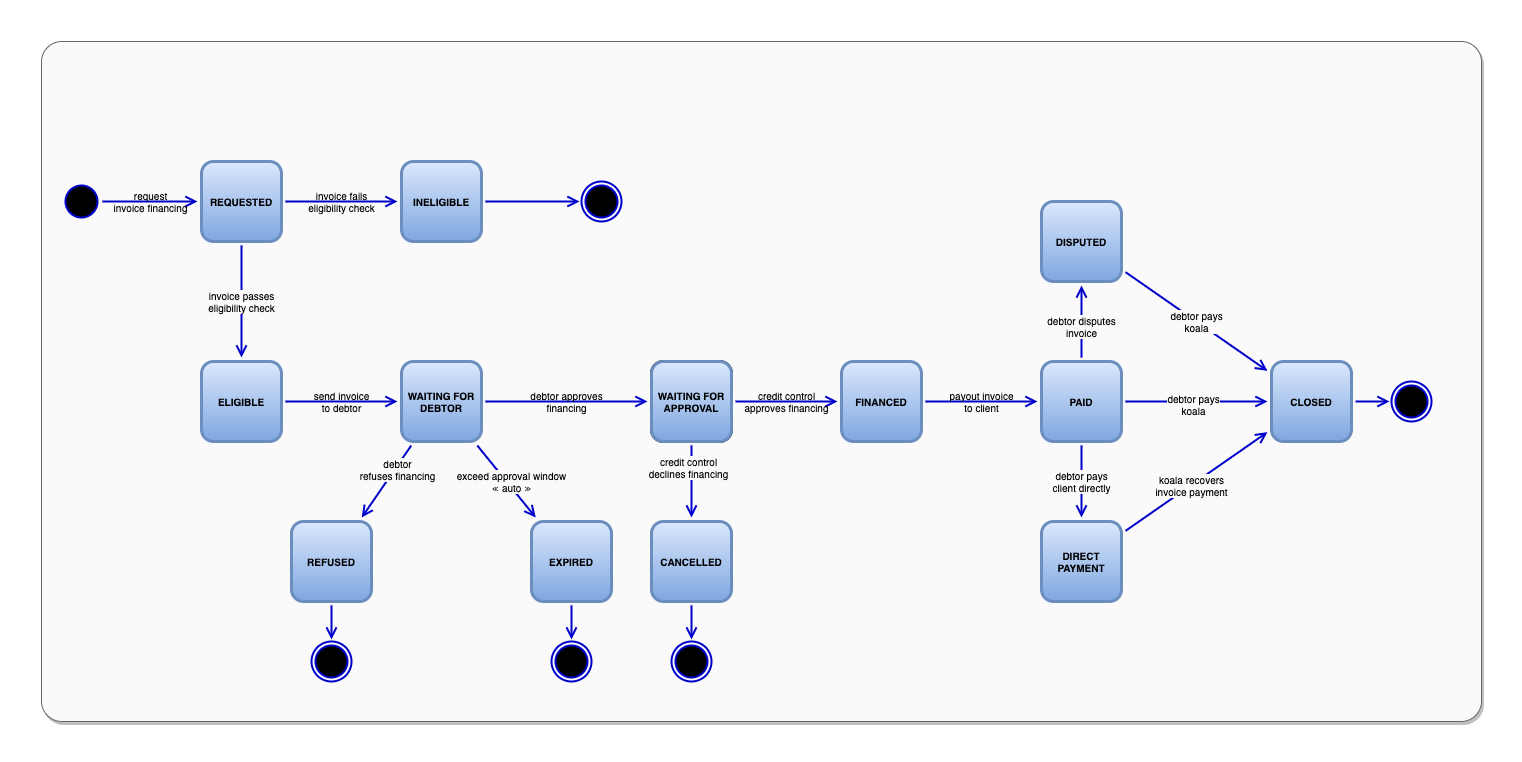 request
invoice financing
REQUESTED
invoice fails
eligibility check
INELIGIBLE
DISPUTED
invoice passes
eligibility check
debtor disputes
invoice
debtor pays
koala
ELIGIBLE
send invoice
to debtor
WAITING FOR
DEBTOR
debtor approves
financing
WAITING FOR
APPROVAL
credit control
approves financing
FINANCED
payout invoice
to client
PAID
debtor pays
koala
CLOSED
debtor
refuses financing
exceed approval window
« auto »
credit control
declines financing
debtor pays
client directly
koala recovers
invoice payment
REFUSED
EXPIRED
CANCELLED
DIRECT
PAYMENT